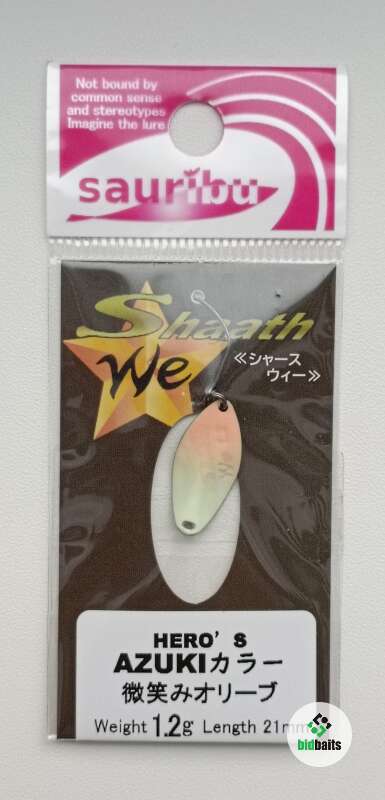 Not bound by
common sense
and stereotypes
Imagine the lure
sauribu
Shaath
We
≪シャース
ウィー≫
We
HERO'S
AZUKIカラー
微笑みオリーブ
Weight 1.2g Length 21mm
bidbaits